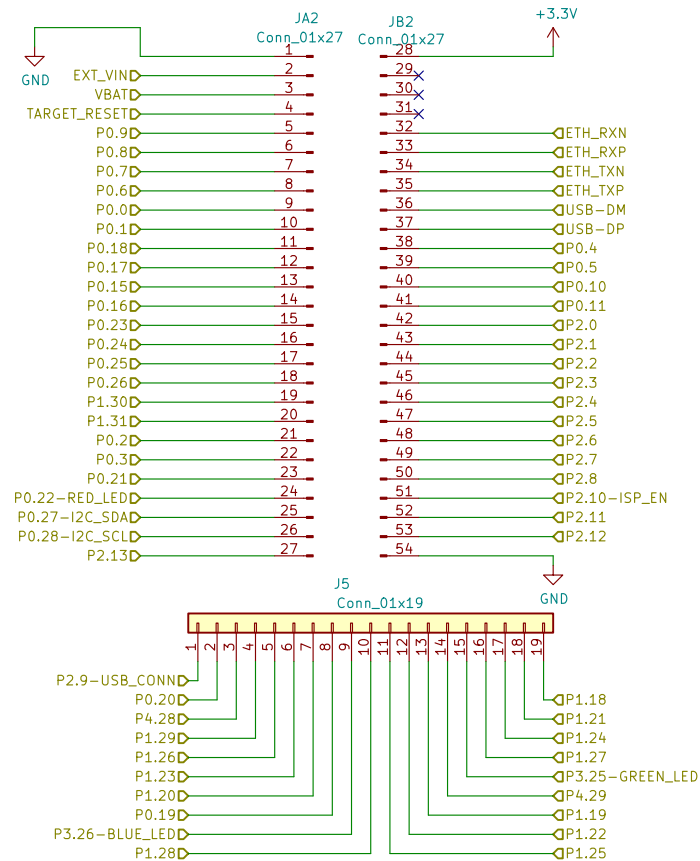 JA2
Conn_01x27
JB2
Conn_01x27
+3.3V
GND
1 28
EXT_VIN 2 29
VBAT 3 30
TARGET_RESET 4 31
P0.9 5 32 ETH_RXN
P0.8 6 33 ETH_RXP
P0.7 7 34 ETH_TXN
P0.6 8 35 ETH_TXP
P0.0 9 36 USB-DM
P0.1 10 37 USB-DP
P0.18 11 38 P0.4
P0.17 12 39 P0.5
P0.15 13 40 P0.10
P0.16 14 41 P0.11
P0.23 15 42 P2.0
P0.24 16 43 P2.1
P0.25 17 44 P2.2
P0.26 18 45 P2.3
P1.30 19 46 P2.4
P1.31 20 47 P2.5
P0.2 21 48 P2.6
P0.3 22 49 P2.7
P0.21 23 50 P2.8
P0.22-RED_LED 24 51 P2.10-ISP_EN
P0.27-I2C_SDA 25 52 P2.11
P0.28-I2C_SCL 26 53 P2.12
P2.13 27 54
GND
J5
Conn_01x19
1 2 3 4 5 6 7 8 9 10 11 12 13 14 15 16 17 18 19
P2.9-USB_CONN
P0.20 P1.18
P4.28 P1.21
P1.29 P1.24
P1.26 P1.27
P1.23 P3.25-GREEN_LED
P1.20 P4.29
P0.19 P1.19
P3.26-BLUE_LED P1.22
P1.28 P1.25